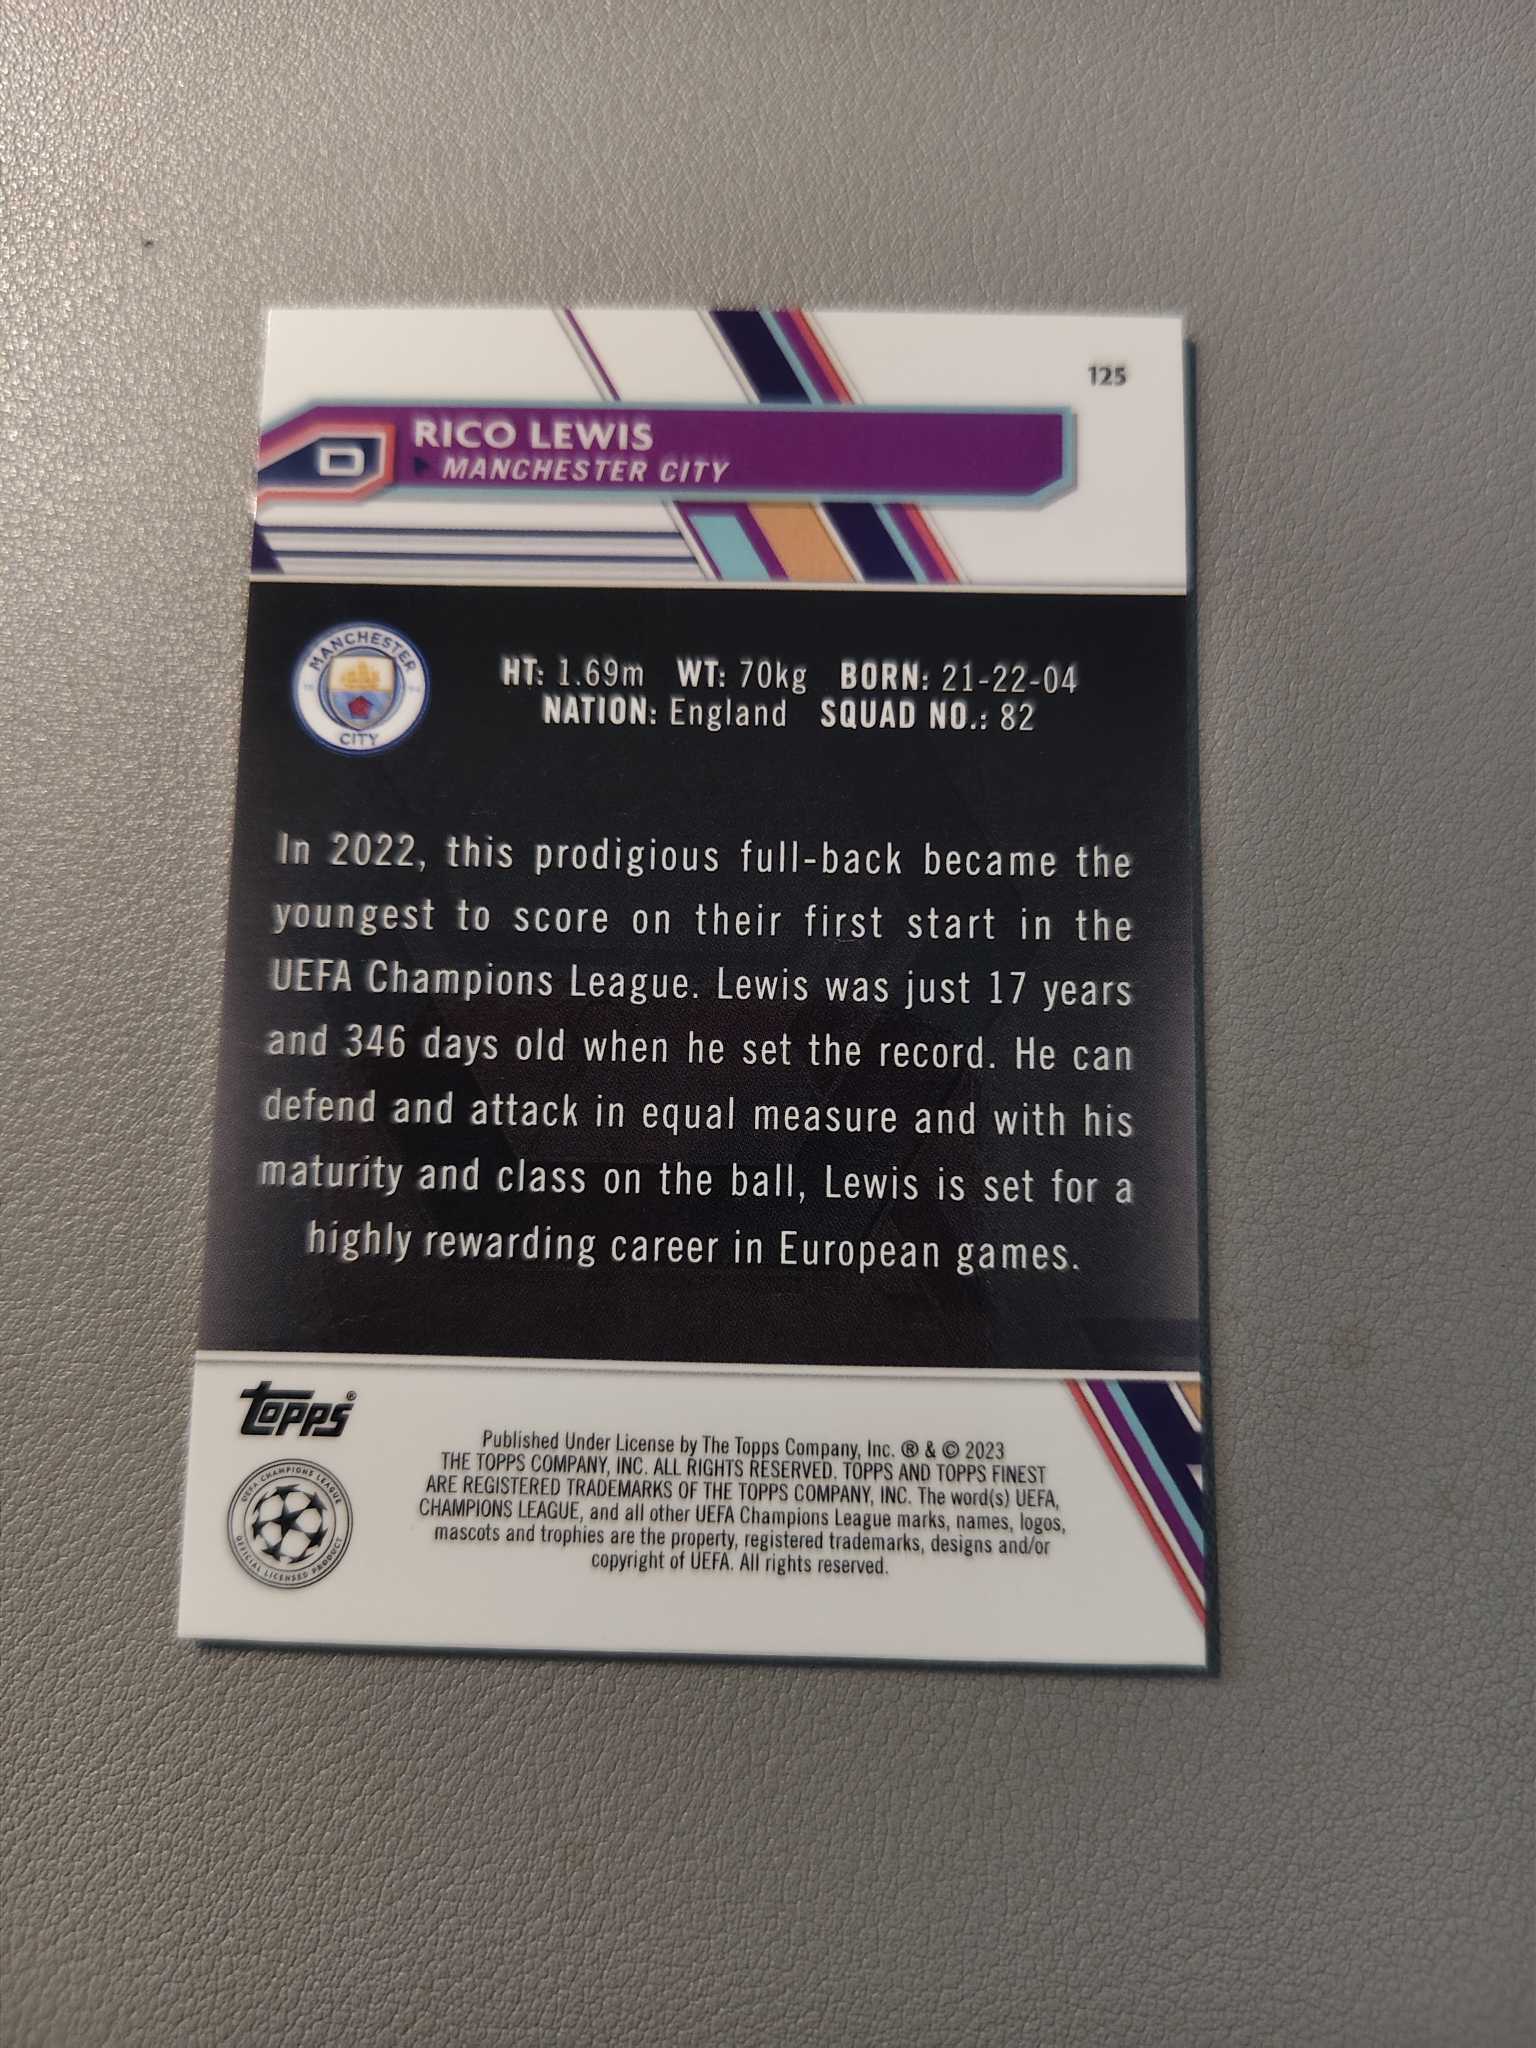 125
RICO LEWIS
D
MANCHESTER CITY
MANCHESTER
CITY
HT: 1.69m WT: 70kg BORN: 21-22-04
NATION: England SQUAD NO.: 82
In 2022, this prodigious full-back became the
youngest to score on their first start in the
UEFA Champions League. Lewis was just 17 years
and 346 days old when he set the record. He can
defend and attack in equal measure and with his
maturity and class on the ball, Lewis is set for a
highly rewarding career in European games.
topps®
UEFA CHAMPIONS LEAGUE
OFFICIAL LICENSED PRODUCT
Published Under License by The Topps Company, Inc. ® & © 2023
THE TOPPS COMPANY, INC. ALL RIGHTS RESERVED. TOPPS AND TOPPS FINEST
ARE REGISTERED TRADEMARKS OF THE TOPPS COMPANY, INC. The word(s) UEFA,
CHAMPIONS LEAGUE, and all other UEFA Champions League marks, names, logos,
mascots and trophies are the property, registered trademarks, designs and/or
copyright of UEFA. All rights reserved.